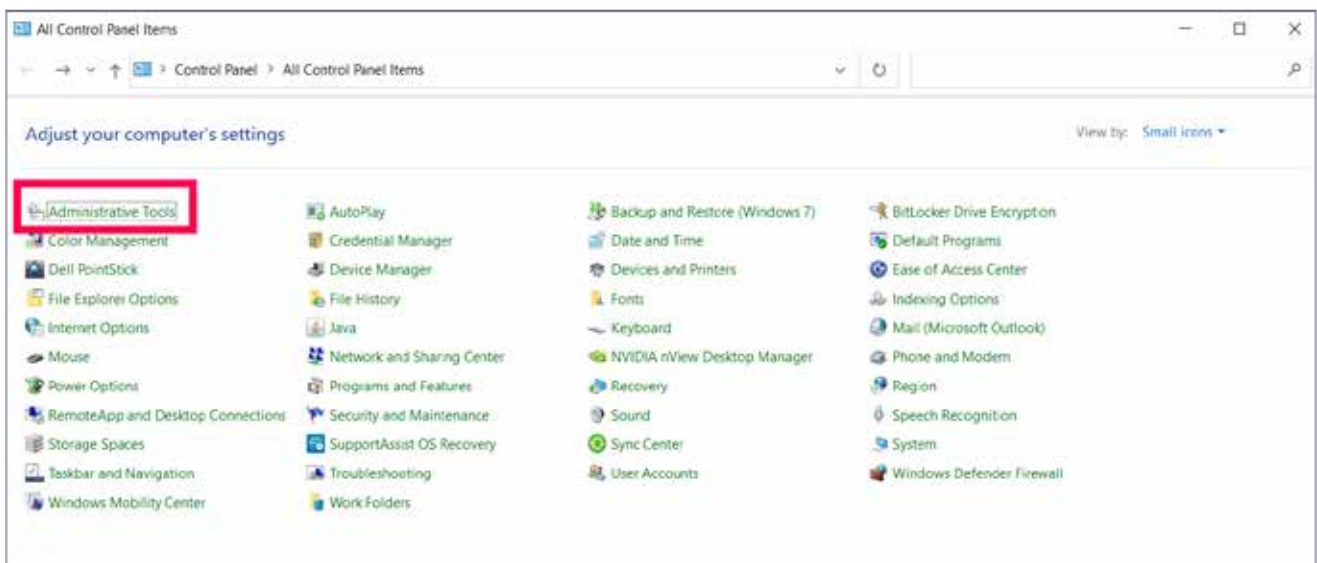 All Control Panel Items
Control Panel > All Control Panel Items
Adjust your computer's settings
View by: Small icons
Administrative Tools
AutoPlay
Backup and Restore (Windows 7)
BitLocker Drive Encryption
Color Management
Credential Manager
Date and Time
Default Programs
Dell PointStick
Device Manager
Devices and Printers
Ease of Access Center
File Explorer Options
File History
Fonts
Indexing Options
Internet Options
Java
Keyboard
Mail (Microsoft Outlook)
Mouse
Network and Sharing Center
NVIDIA nView Desktop Manager
Phone and Modem
Power Options
Programs and Features
Recovery
Region
RemoteApp and Desktop Connections
Security and Maintenance
Sound
Speech Recognition
Storage Spaces
SupportAssist OS Recovery
Sync Center
System
Taskbar and Navigation
Troubleshooting
User Accounts
Windows Defender Firewall
Windows Mobility Center
Work Folders